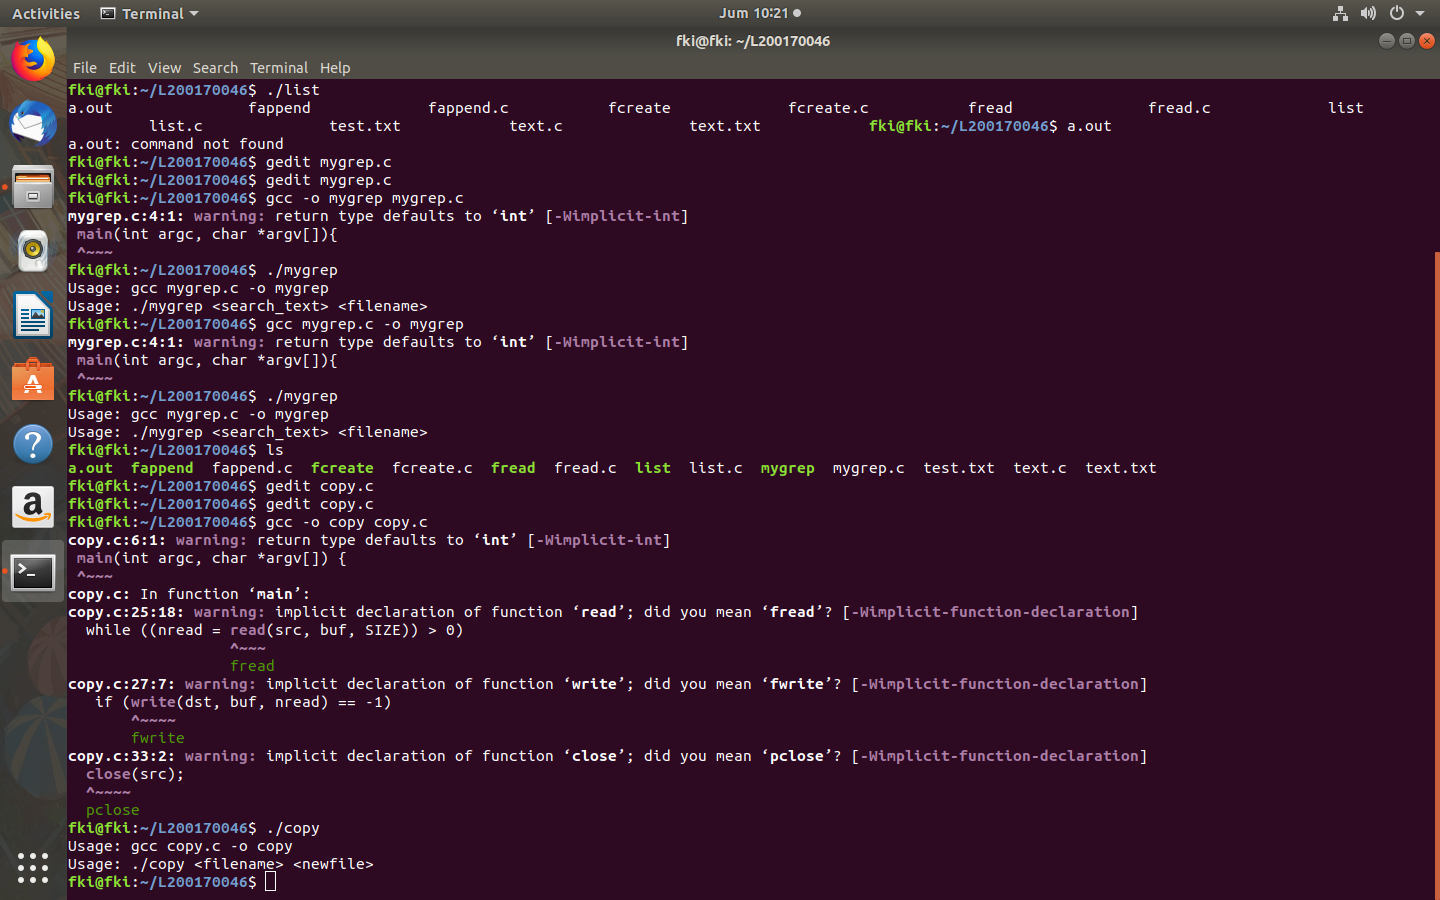 Activities Terminal Jum 10:21
fki@fki: ~/L200170046
File Edit View Search Terminal Help
fki@fki:~/L200170046$ ./list
a.out fappend fappend.c fcreate fcreate.c fread fread.c list
list.c test.txt text.c text.txt fki@fki:~/L200170046$ a.out
a.out: command not found
fki@fki:~/L200170046$ gedit mygrep.c
fki@fki:~/L200170046$ gedit mygrep.c
fki@fki:~/L200170046$ gcc -o mygrep mygrep.c
mygrep.c:4:1: warning: return type defaults to ‘int’ [-Wimplicit-int]
main(int argc, char *argv[]){
^~~~
fki@fki:~/L200170046$ ./mygrep
Usage: gcc mygrep.c -o mygrep
Usage: ./mygrep <search_text> <filename>
fki@fki:~/L200170046$ gcc mygrep.c -o mygrep
mygrep.c:4:1: warning: return type defaults to ‘int’ [-Wimplicit-int]
main(int argc, char *argv[]){
^~~~
fki@fki:~/L200170046$ ./mygrep
Usage: gcc mygrep.c -o mygrep
Usage: ./mygrep <search_text> <filename>
fki@fki:~/L200170046$ ls
a.out fappend fappend.c fcreate fcreate.c fread fread.c list list.c mygrep mygrep.c test.txt text.c text.txt
fki@fki:~/L200170046$ gedit copy.c
fki@fki:~/L200170046$ gedit copy.c
fki@fki:~/L200170046$ gcc -o copy copy.c
copy.c:6:1: warning: return type defaults to ‘int’ [-Wimplicit-int]
main(int argc, char *argv[]) {
^~~~
copy.c: In function ‘main’:
copy.c:25:18: warning: implicit declaration of function ‘read’; did you mean ‘fread’? [-Wimplicit-function-declaration]
while ((nread = read(src, buf, SIZE)) > 0)
^~~~
fread
copy.c:27:7: warning: implicit declaration of function ‘write’; did you mean ‘fwrite’? [-Wimplicit-function-declaration]
if (write(dst, buf, nread) == -1)
^~~~~
fwrite
copy.c:33:2: warning: implicit declaration of function ‘close’; did you mean ‘pclose’? [-Wimplicit-function-declaration]
close(src);
^~~~~
pclose
fki@fki:~/L200170046$ ./copy
Usage: gcc copy.c -o copy
Usage: ./copy <filename> <newfile>
fki@fki:~/L200170046$